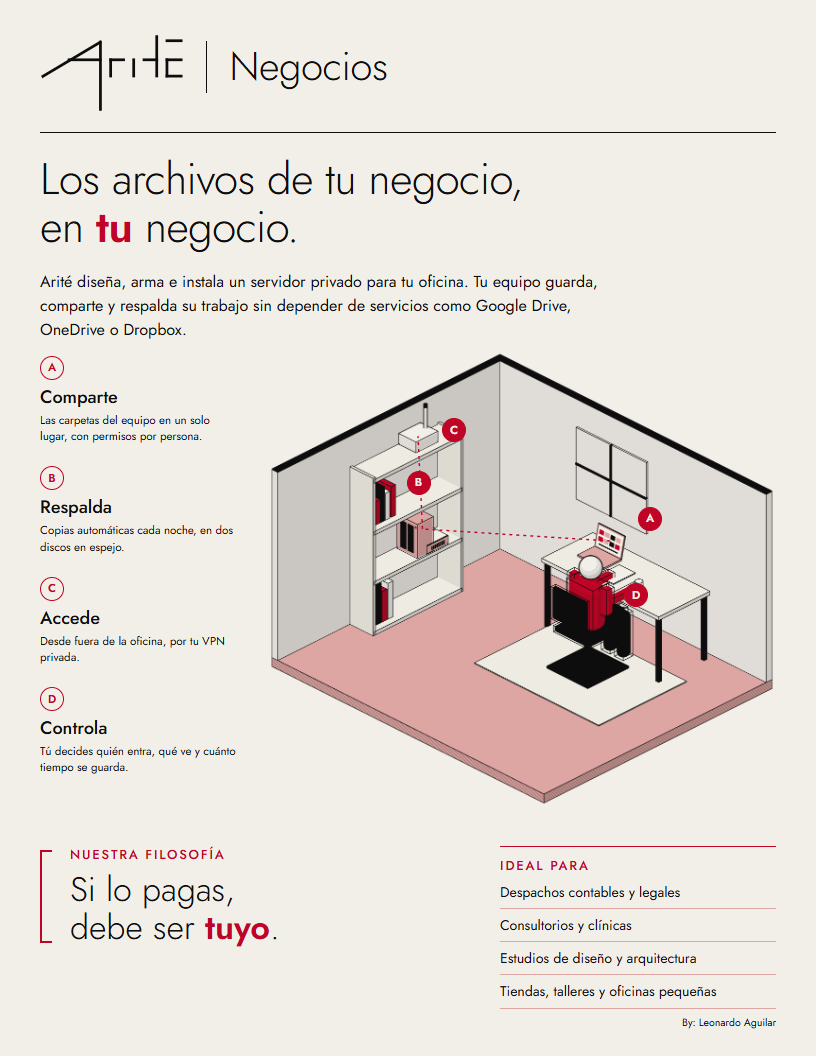 Arité | Negocios
Los archivos de tu negocio,
en tu negocio.
Arité diseña, arma e instala un servidor privado para tu oficina. Tu equipo guarda,
comparte y respalda su trabajo sin depender de servicios como Google Drive,
OneDrive o Dropbox.
A
Comparte
Las carpetas del equipo en un solo
lugar, con permisos por persona.
B
Respalda
Copias automáticas cada noche, en dos
discos en espejo.
C
Accede
Desde fuera de la oficina, por tu VPN
privada.
D
Controla
Tú decides quién entra, qué ve y cuánto
tiempo se guarda.
C
B
A
D
NUESTRA FILOSOFÍA
Si lo pagas,
debe ser tuyo.
IDEAL PARA
Despachos contables y legales
Consultorios y clínicas
Estudios de diseño y arquitectura
Tiendas, talleres y oficinas pequeñas
By: Leonardo Aguilar